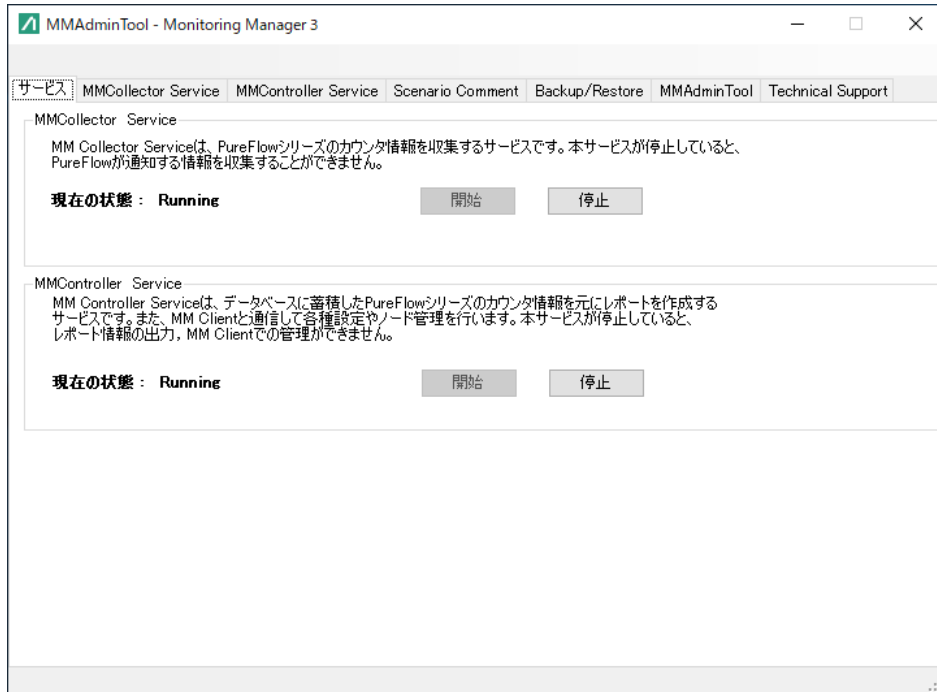 MMAdminTool - Monitoring Manager 3
サービス MMCollector Service MMController Service Scenario Comment Backup/Restore MMAdminTool Technical Support
MMCollector Service
MM Collector Serviceは、PureFlowシリーズのカウンタ情報を収集するサービスです。本サービスが停止していると、
PureFlowが通知する情報を収集することができません。
現在の状態： Running 開始 停止
MMController Service
MM Controller Serviceは、データベースに蓄積したPureFlowシリーズのカウンタ情報を元にレポートを作成する
サービスです。また、MM Clientと通信して各種設定やノード管理を行います。本サービスが停止していると、
レポート情報の出力，MM Clientでの管理ができません。
現在の状態： Running 開始 停止